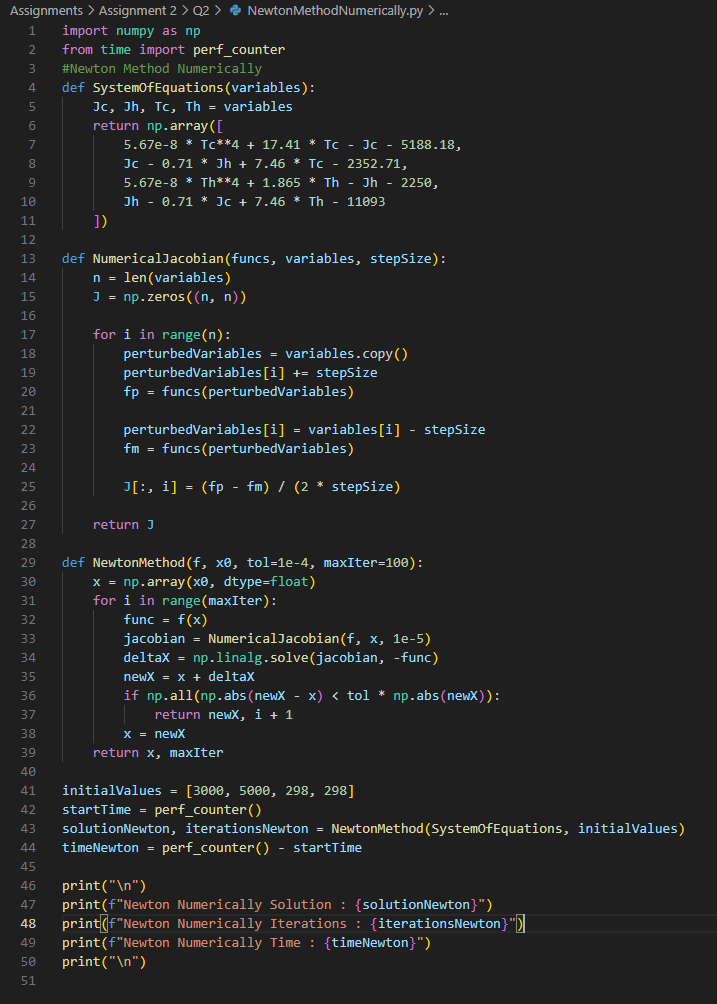 Assignments > Assignment 2 > Q2 > NewtonMethodNumerically.py > ...
1 import numpy as np
2 from time import perf_counter
3 #Newton Method Numerically
4 def SystemOfEquations(variables):
5     Jc, Jh, Tc, Th = variables
6     return np.array([
7         5.67e-8 * Tc**4 + 17.41 * Tc - Jc - 5188.18,
8         Jc - 0.71 * Jh + 7.46 * Tc - 2352.71,
9         5.67e-8 * Th**4 + 1.865 * Th - Jh - 2250,
10         Jh - 0.71 * Jc + 7.46 * Th - 11093
11     ])
12
13 def NumericalJacobian(funcs, variables, stepSize):
14     n = len(variables)
15     J = np.zeros((n, n))
16
17     for i in range(n):
18         perturbedVariables = variables.copy()
19         perturbedVariables[i] += stepSize
20         fp = funcs(perturbedVariables)
21
22         perturbedVariables[i] = variables[i] - stepSize
23         fm = funcs(perturbedVariables)
24
25         J[:, i] = (fp - fm) / (2 * stepSize)
26
27     return J
28
29 def NewtonMethod(f, x0, tol=1e-4, maxIter=100):
30     x = np.array(x0, dtype=float)
31     for i in range(maxIter):
32         func = f(x)
33         jacobian = NumericalJacobian(f, x, 1e-5)
34         deltaX = np.linalg.solve(jacobian, -func)
35         newX = x + deltaX
36         if np.all(np.abs(newX - x) < tol * np.abs(newX)):
37             return newX, i + 1
38         x = newX
39     return x, maxIter
40
41 initialValues = [3000, 5000, 298, 298]
42 startTime = perf_counter()
43 solutionNewton, iterationsNewton = NewtonMethod(SystemOfEquations, initialValues)
44 timeNewton = perf_counter() - startTime
45
46 print("\n")
47 print(f"Newton Numerically Solution : {solutionNewton}")
48 print(f"Newton Numerically Iterations : {iterationsNewton}")
49 print(f"Newton Numerically Time : {timeNewton}")
50 print("\n")
51